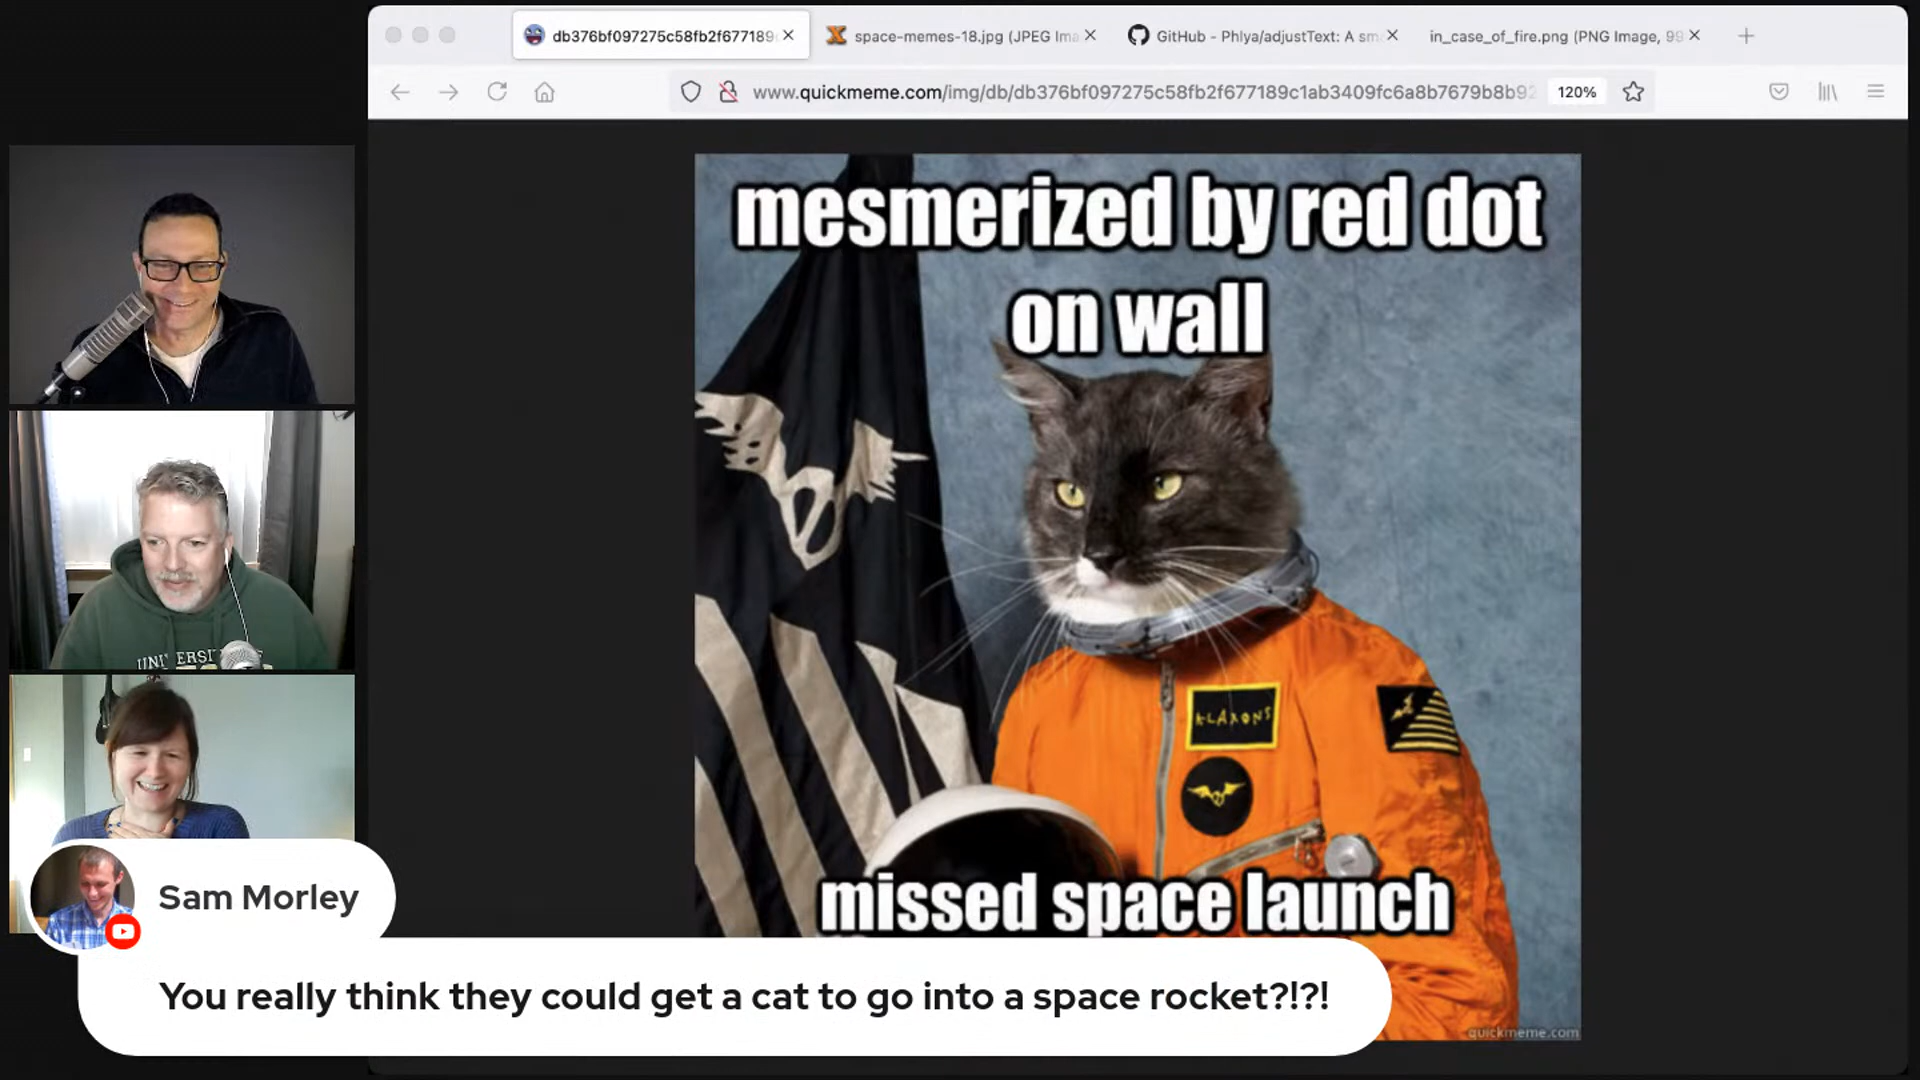 db376bf097275c58fb2f677189
space-memes-18.jpg (JPEG Ima
GitHub - Phlya/adjustText: A sm
in_case_of_fire.png (PNG Image, 99
www.quickmeme.com/img/db/db376bf097275c58fb2f677189c1ab3409fc6a8b7679b8b92
120%
mesmerized by red dot
on wall
KLAXONS
missed space launch
quickmeme.com
Sam Morley
You really think they could get a cat to go into a space rocket?!?!